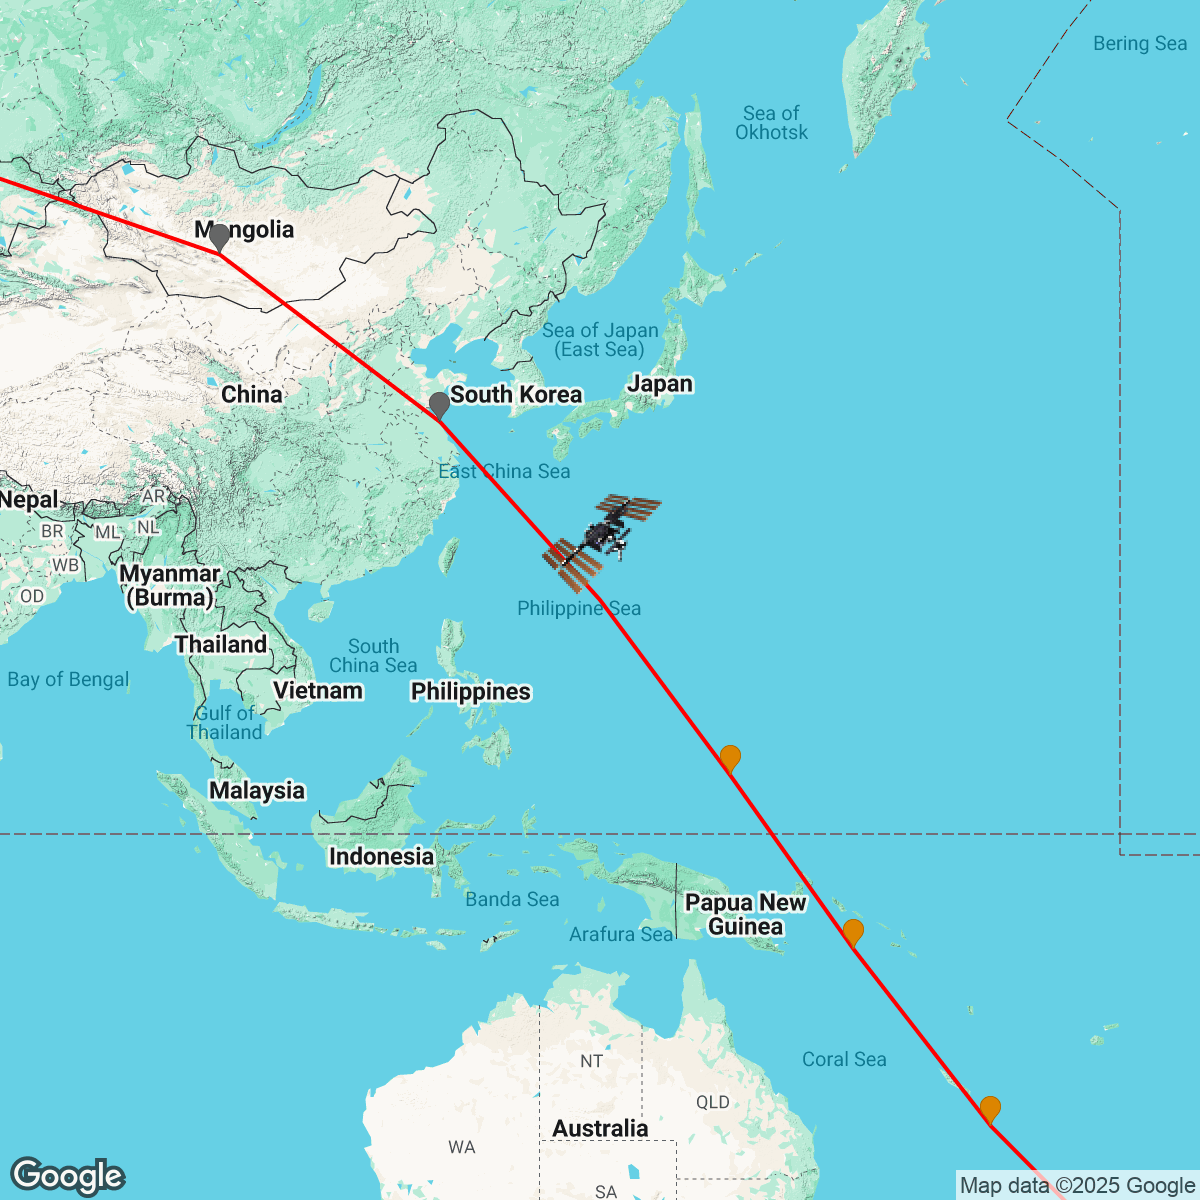 Bering Sea
Sea of
Okhotsk
Mongolia
Sea of Japan
(East Sea)
Japan
China
South Korea
East China Sea
Nepal
AR
BR
ML
NL
WB
OD
Myanmar
(Burma)
Philippine Sea
Thailand
South
China Sea
Bay of Bengal
Vietnam
Philippines
Gulf of
Thailand
Malaysia
Indonesia
Banda Sea
Papua New
Guinea
Arafura Sea
Coral Sea
NT
QLD
Australia
WA
SA
Google
Map data ©2025 Google